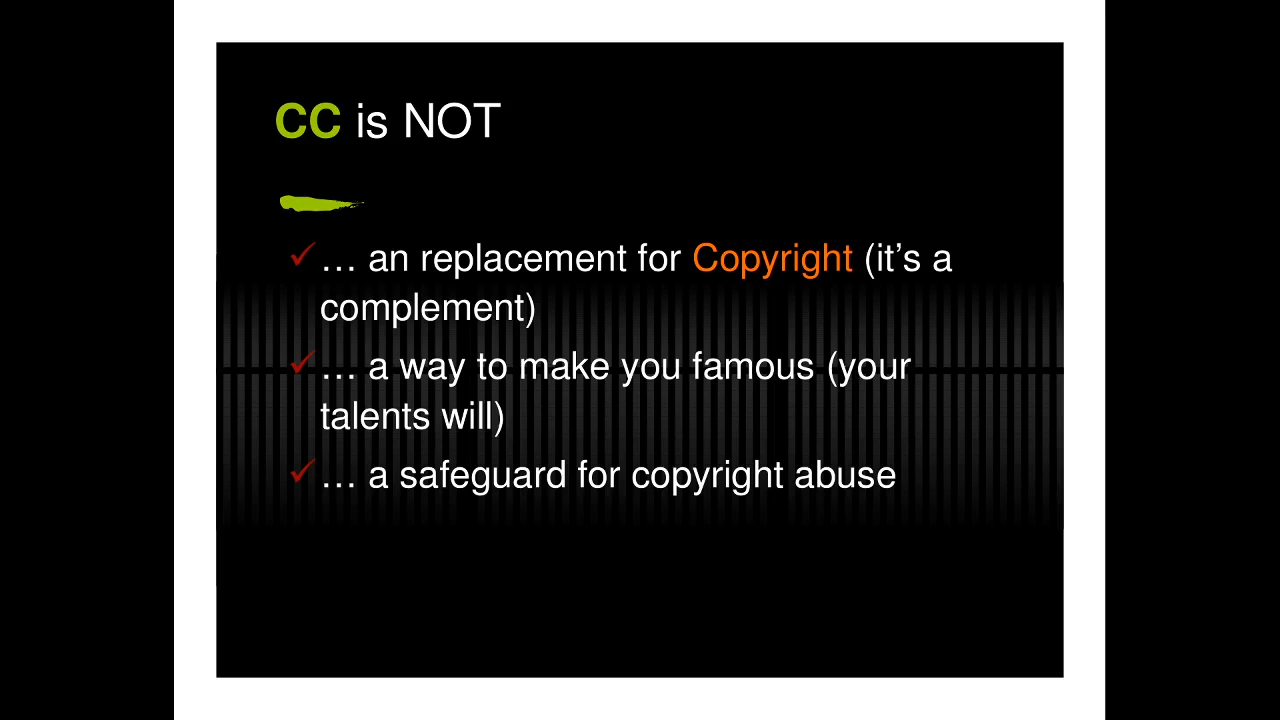 CC is NOT
… an replacement for Copyright (it’s a
complement)
… a way to make you famous (your
talents will)
… a safeguard for copyright abuse